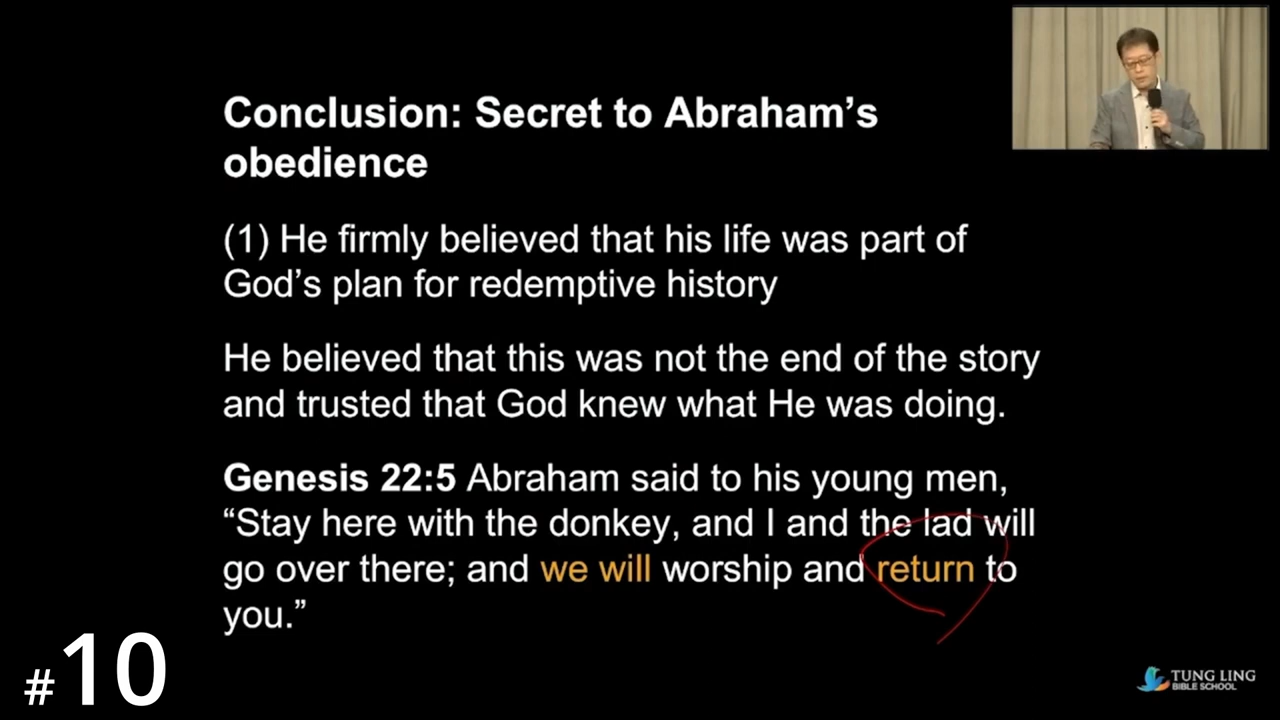 Conclusion: Secret to Abraham’s
obedience
(1) He firmly believed that his life was part of
God’s plan for redemptive history
He believed that this was not the end of the story
and trusted that God knew what He was doing.
Genesis 22:5 Abraham said to his young men,
“Stay here with the donkey, and I and the lad will
go over there; and we will worship and return to
you.”
#10
TUNG LING
BIBLE SCHOOL